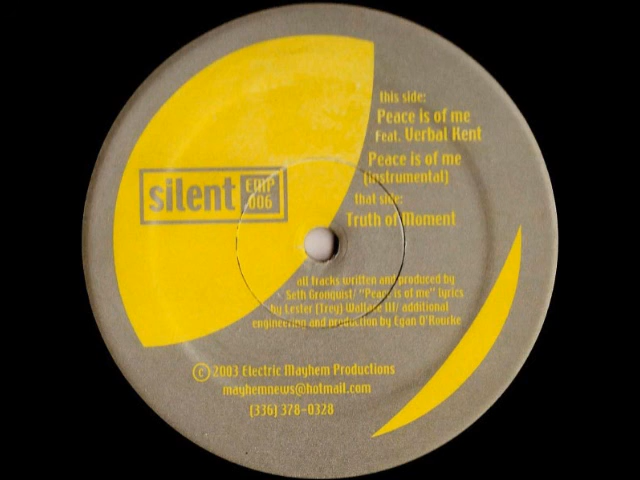 this side:
Peace is of me
Feat. Verbal Kent
Peace is of me
(instrumental)
that side:
Truth of Moment
silent
EMP
006
all tracks written and produced by
Seth Gronquist/ "Peace is of me" lyrics
by Lester (Trey) Wallace III/ additional
engineering and production by Egan O'Rourke
© 2003 Electric Mayhem Productions
mayhemnews@hotmail.com
(336) 378-0328